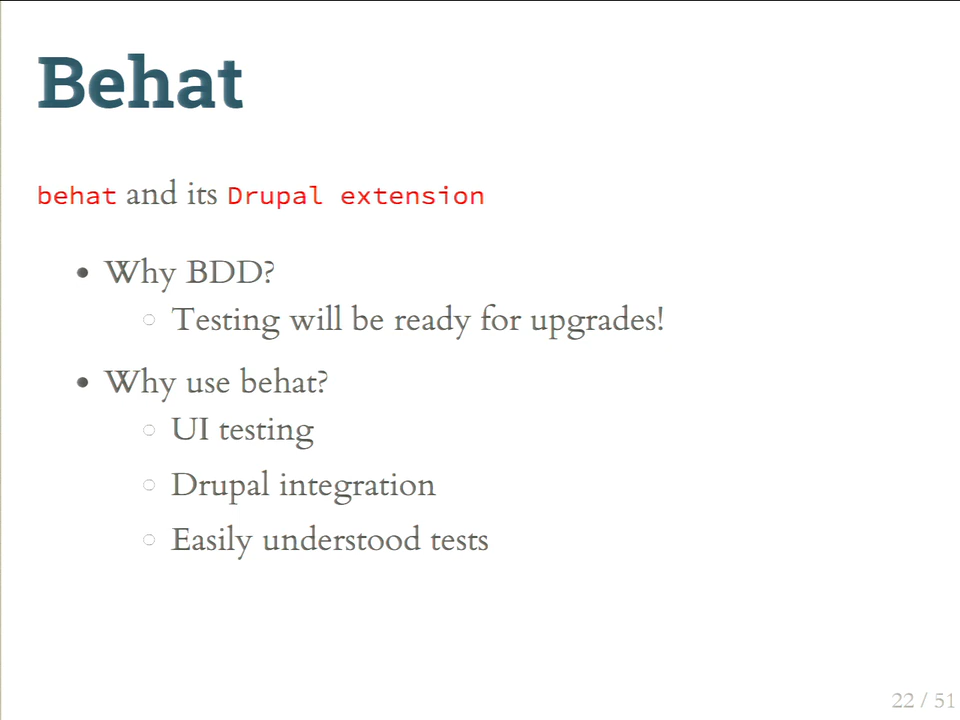 Behat
behat and its Drupal extension
Why BDD?
Testing will be ready for upgrades!
Why use behat?
UI testing
Drupal integration
Easily understood tests
22 / 51